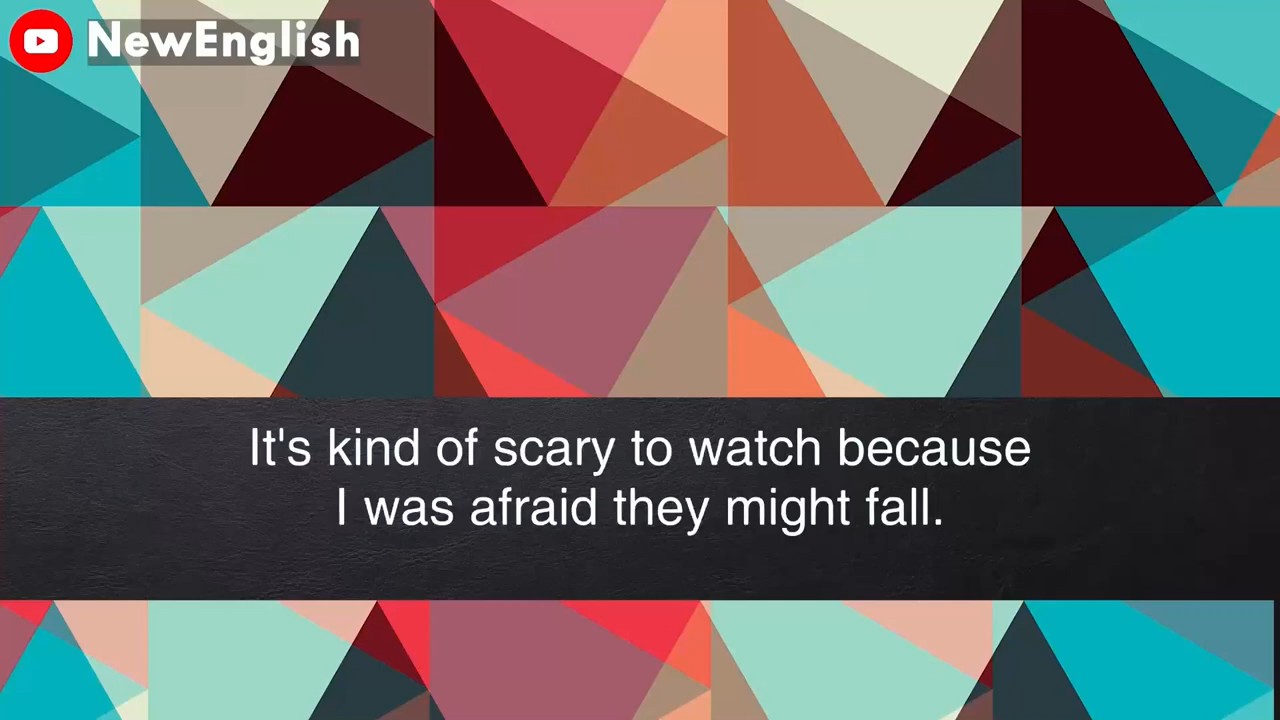 NewEnglish
It's kind of scary to watch because
I was afraid they might fall.